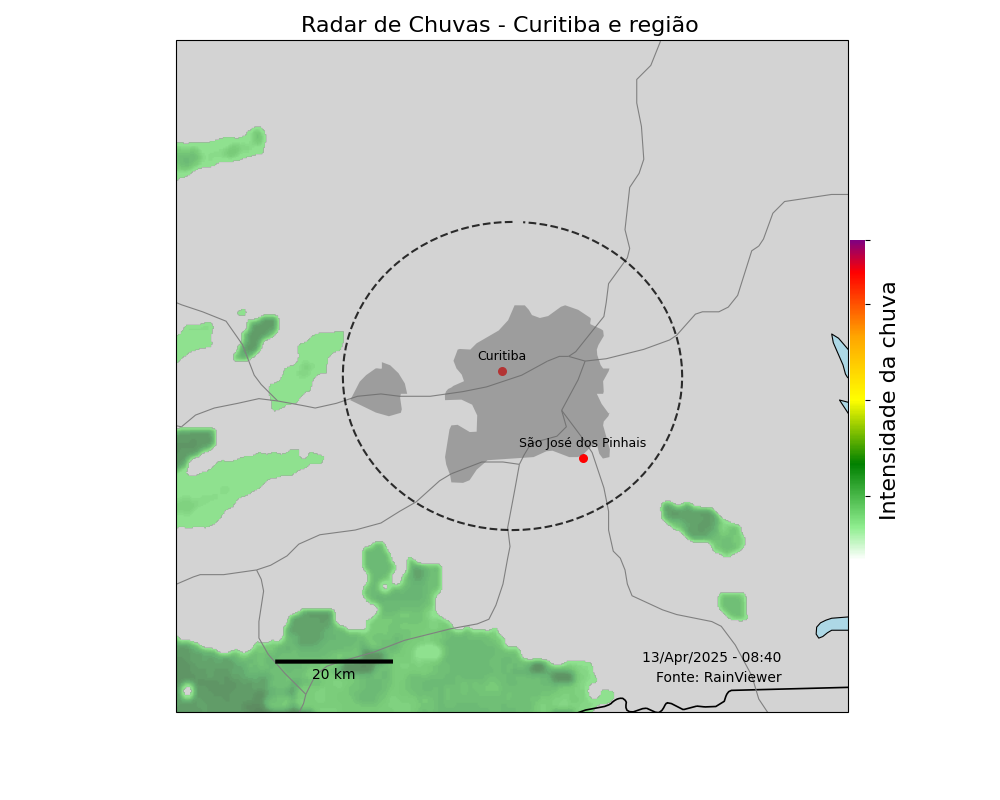 Radar de Chuvas - Curitiba e região
Curitiba
São José dos Pinhais
Intensidade da chuva
13/Apr/2025 - 08:40
Fonte: RainViewer
20 km